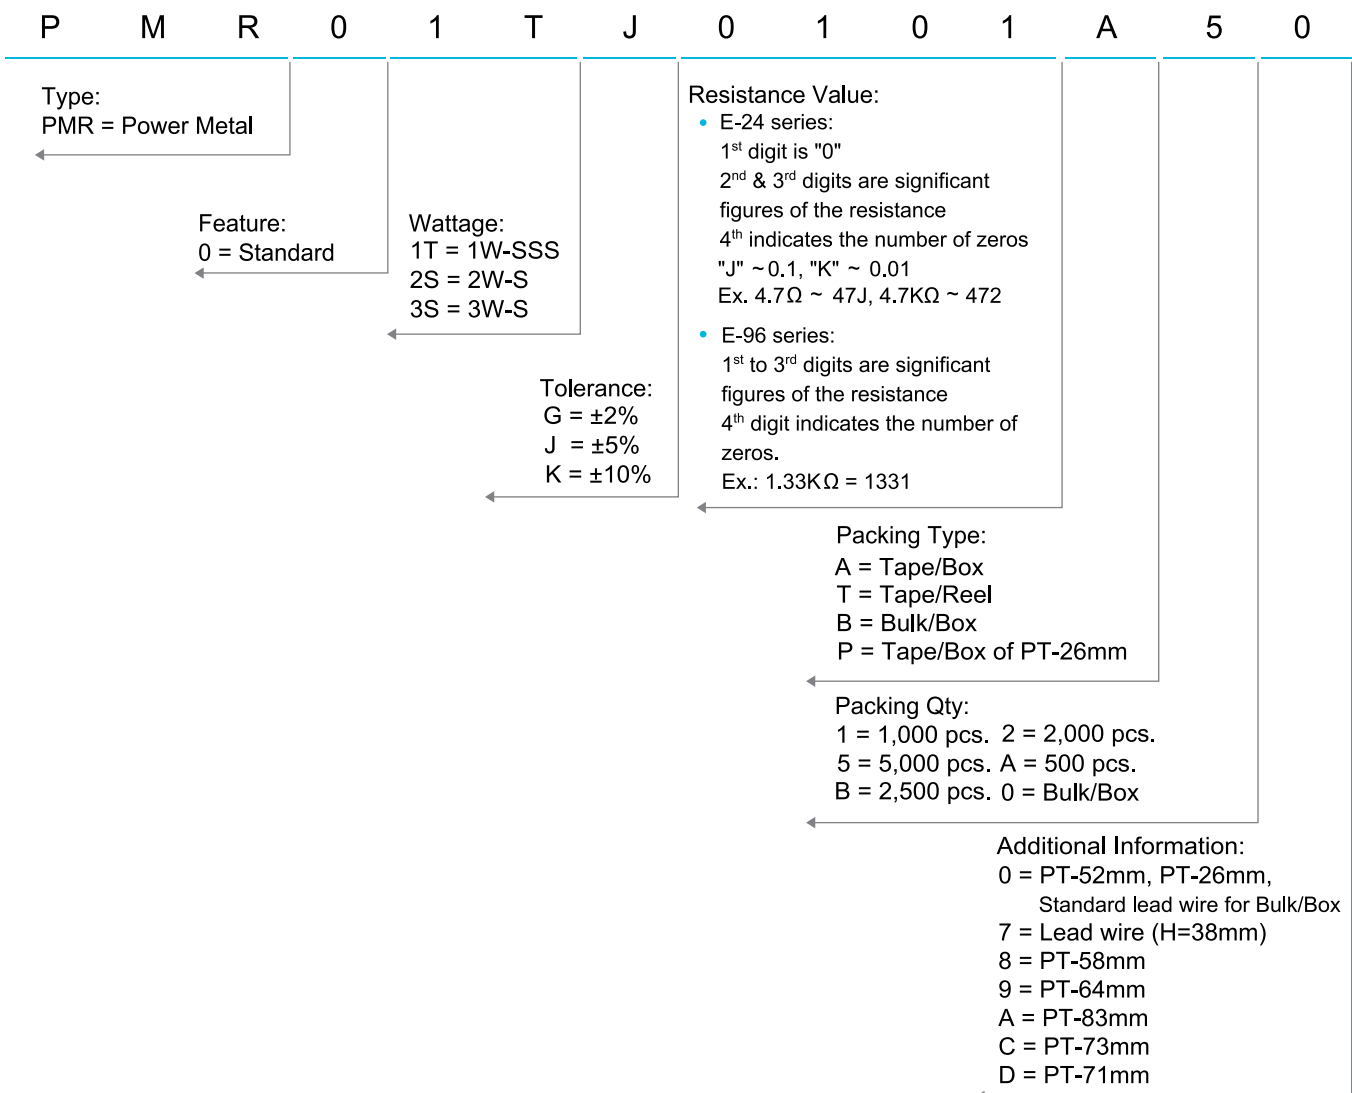 P M R 0 1 T J 0 1 0 1 A 5 0
Type:
PMR = Power Metal
Feature:
0 = Standard
Wattage:
1T = 1W-SSS
2S = 2W-S
3S = 3W-S
Tolerance:
G = ±2%
J = ±5%
K = ±10%
Resistance Value:
• E-24 series:
1st digit is "0"
2nd & 3rd digits are significant
figures of the resistance
4th indicates the number of zeros
"J" ~ 0.1, "K" ~ 0.01
Ex. 4.7Ω ~ 47J, 4.7KΩ ~ 472
• E-96 series:
1st to 3rd digits are significant
figures of the resistance
4th digit indicates the number of
zeros.
Ex.: 1.33KΩ = 1331
Packing Type:
A = Tape/Box
T = Tape/Reel
B = Bulk/Box
P = Tape/Box of PT-26mm
Packing Qty:
1 = 1,000 pcs. 2 = 2,000 pcs.
5 = 5,000 pcs. A = 500 pcs.
B = 2,500 pcs. 0 = Bulk/Box
Additional Information:
0 = PT-52mm, PT-26mm,
Standard lead wire for Bulk/Box
7 = Lead wire (H=38mm)
8 = PT-58mm
9 = PT-64mm
A = PT-83mm
C = PT-73mm
D = PT-71mm